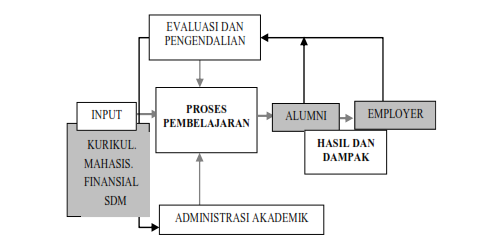 EVALUASI DAN
PENGENDALIAN
INPUT
KURIKUL.
MAHASIS.
FINANSIAL
SDM
PROSES
PEMBELAJARAN
ALUMNI
EMPLOYER
HASIL DAN
DAMPAK
ADMINISTRASI AKADEMIK